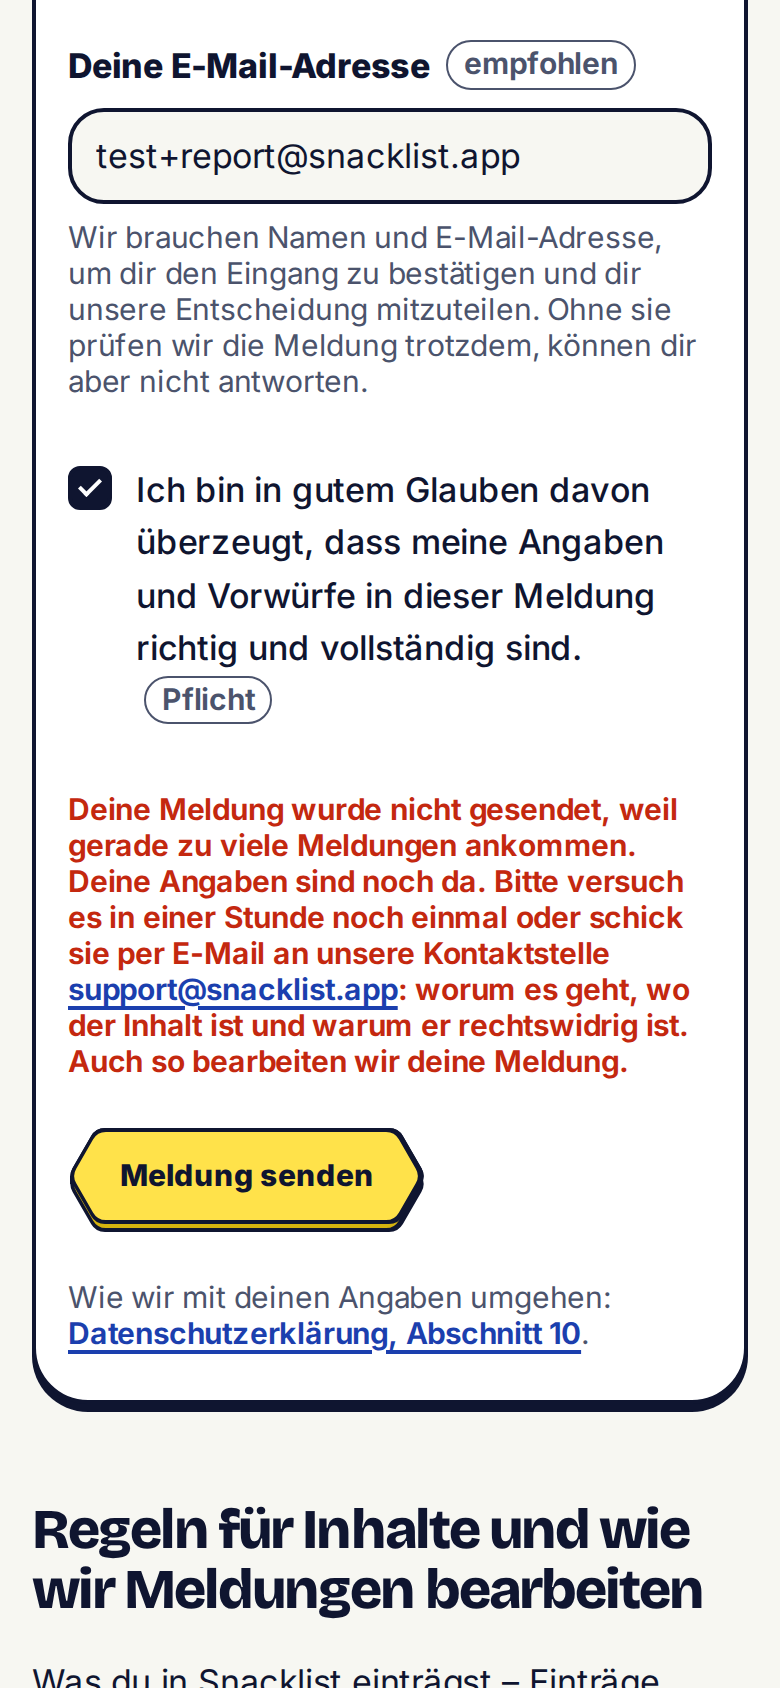 Deine E-Mail-Adresse empfohlen
test+report@snacklist.app
Wir brauchen Namen und E-Mail-Adresse,
um dir den Eingang zu bestätigen und dir
unsere Entscheidung mitzuteilen. Ohne sie
prüfen wir die Meldung trotzdem, können dir
aber nicht antworten.
Ich bin in gutem Glauben davon
überzeugt, dass meine Angaben
und Vorwürfe in dieser Meldung
richtig und vollständig sind.
Pflicht
Deine Meldung wurde nicht gesendet, weil
gerade zu viele Meldungen ankommen.
Deine Angaben sind noch da. Bitte versuch
es in einer Stunde noch einmal oder schick
sie per E-Mail an unsere Kontaktstelle
support@snacklist.app: worum es geht, wo
der Inhalt ist und warum er rechtswidrig ist.
Auch so bearbeiten wir deine Meldung.
Meldung senden
Wie wir mit deinen Angaben umgehen:
Datenschutzerklärung, Abschnitt 10.
Regeln für Inhalte und wie
wir Meldungen bearbeiten
Was du in Snacklist einträgst – Einträge